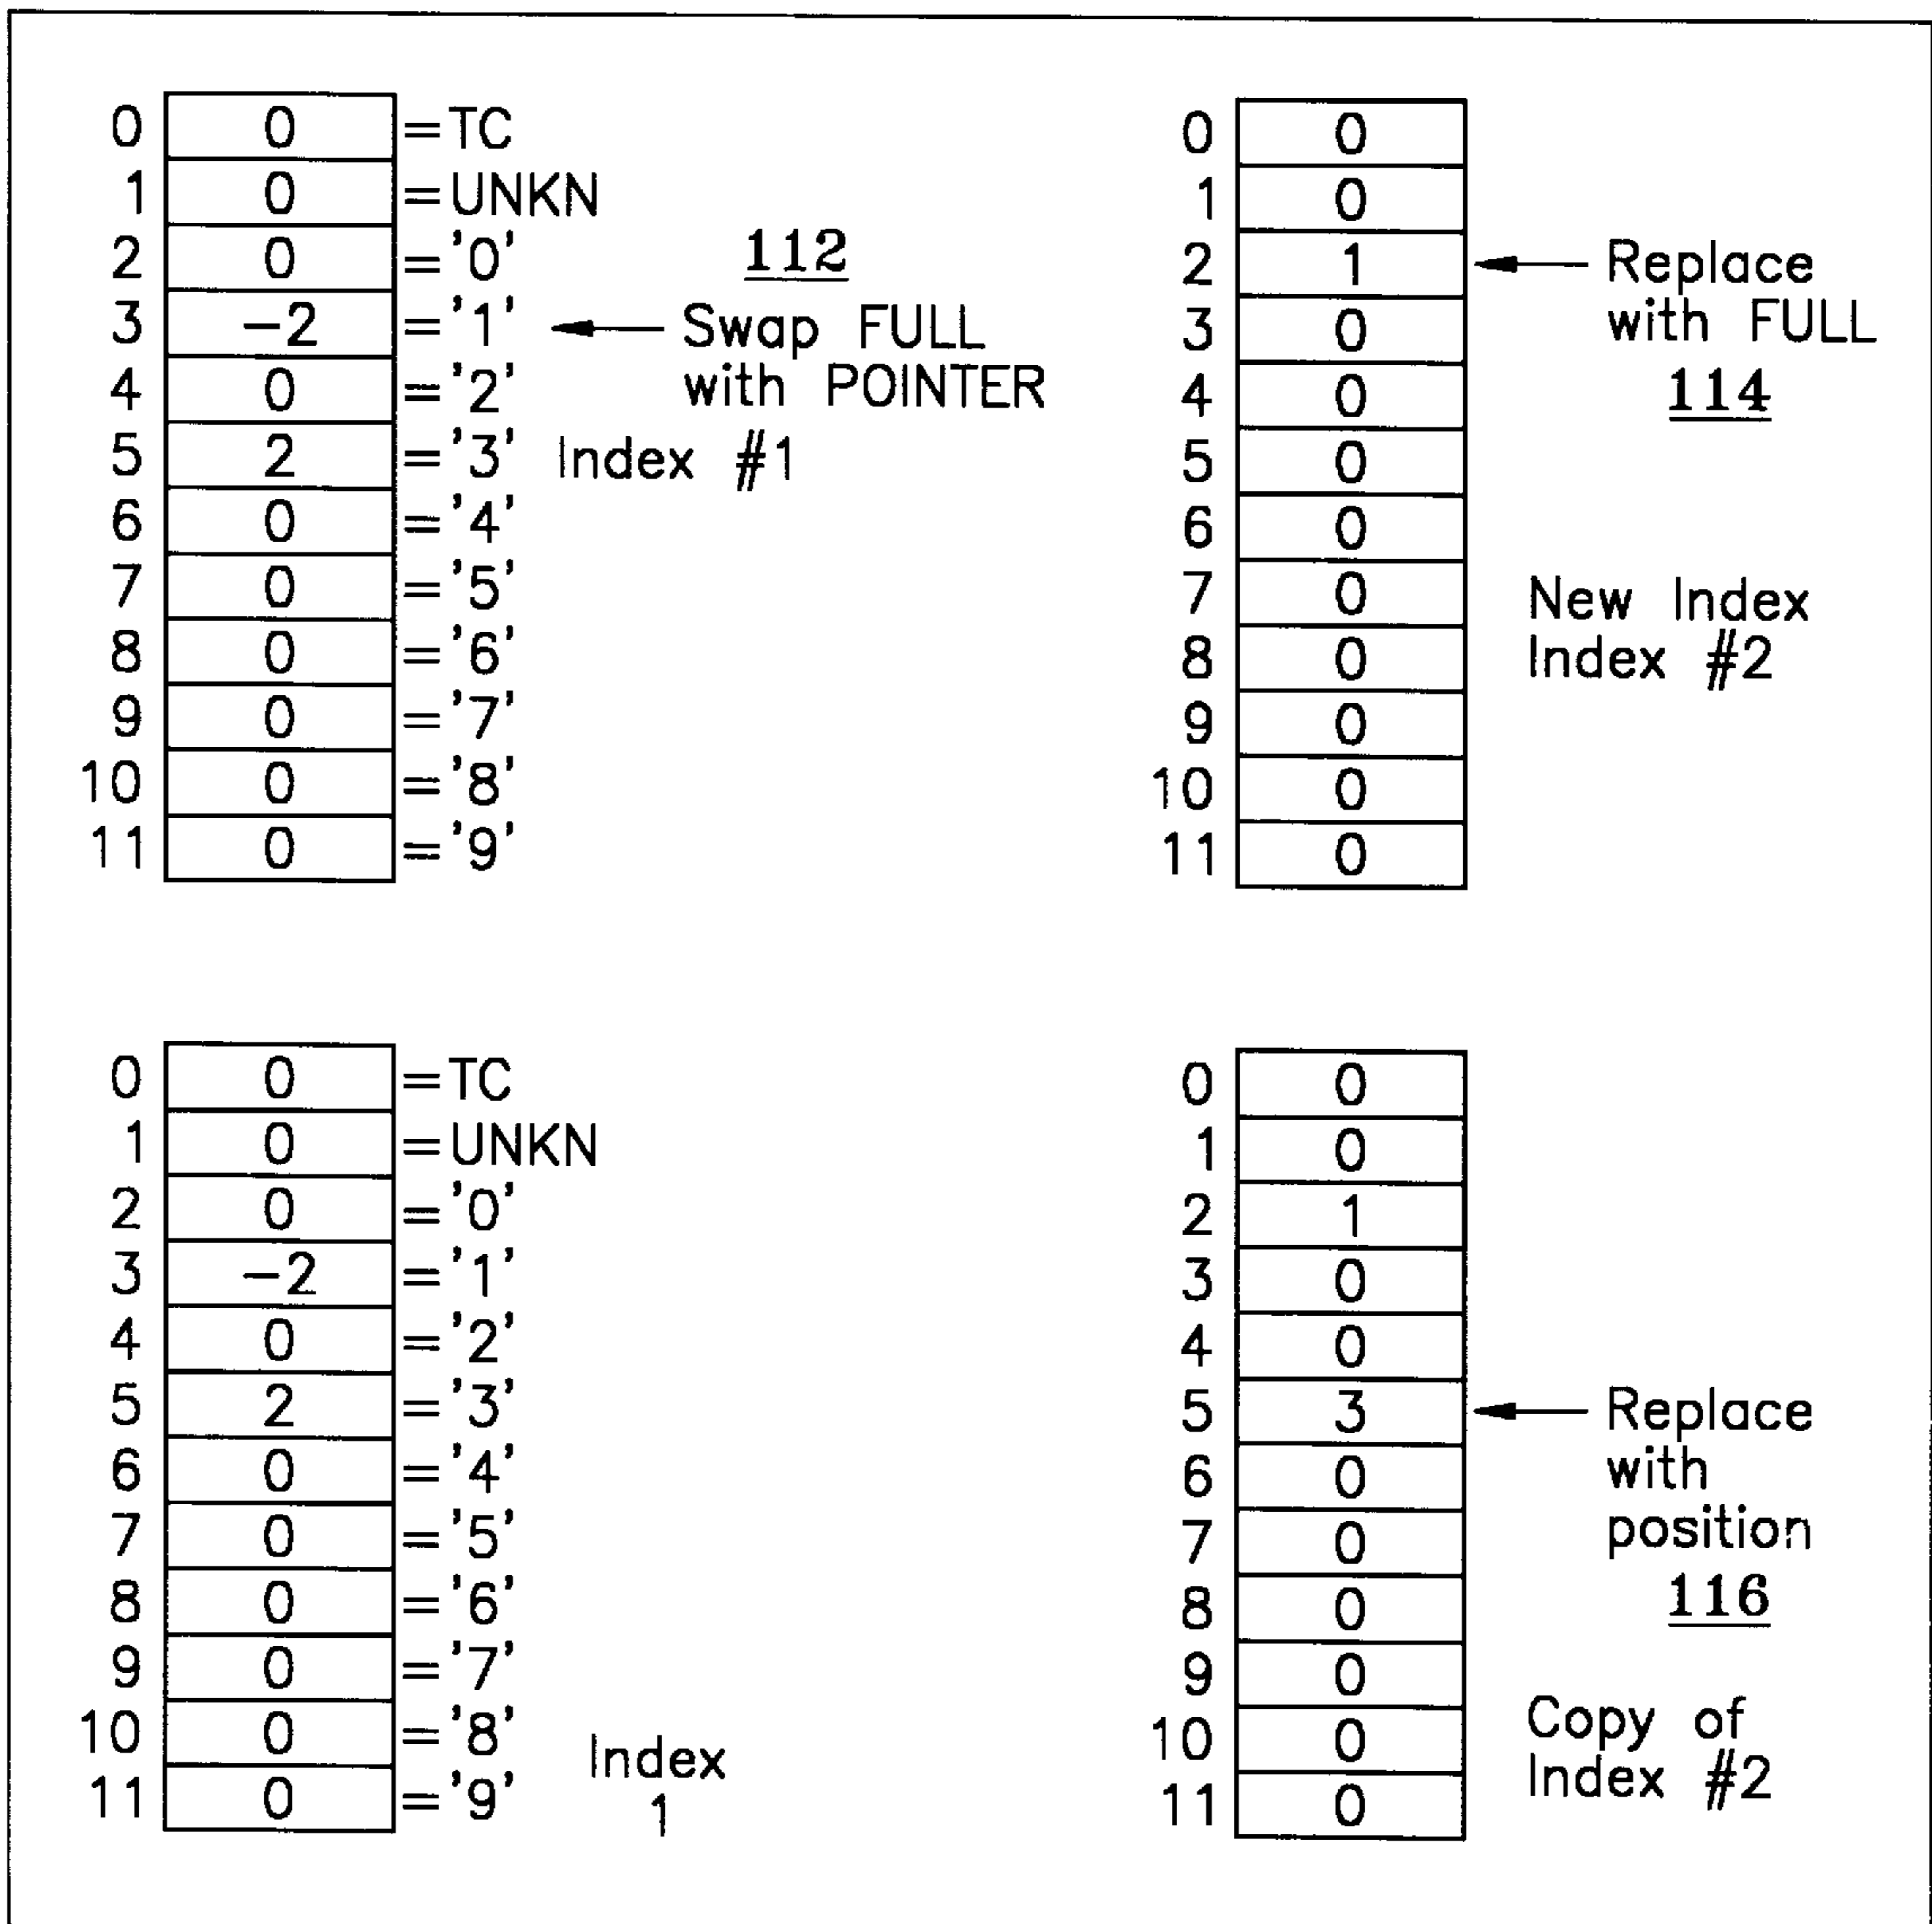 0 0 =TC
1 0 =UNKN
2 0 ='0'
3 -2 ='1'
4 0 ='2'
5 2 ='3'
6 0 ='4'
7 0 ='5'
8 0 ='6'
9 0 ='7'
10 0 ='8'
11 0 ='9'
112
Swap FULL
with POINTER
Index #1
0 0
1 0
2 1
3 0
4 0
5 0
6 0
7 0
8 0
9 0
10 0
11 0
Replace
with FULL
114
New Index
Index #2
0 0 =TC
1 0 =UNKN
2 0 ='0'
3 -2 ='1'
4 0 ='2'
5 2 ='3'
6 0 ='4'
7 0 ='5'
8 0 ='6'
9 0 ='7'
10 0 ='8'
11 0 ='9'
Index
1
0 0
1 0
2 1
3 0
4 0
5 3
6 0
7 0
8 0
9 0
10 0
11 0
Replace
with
position
116
Copy of
Index #2